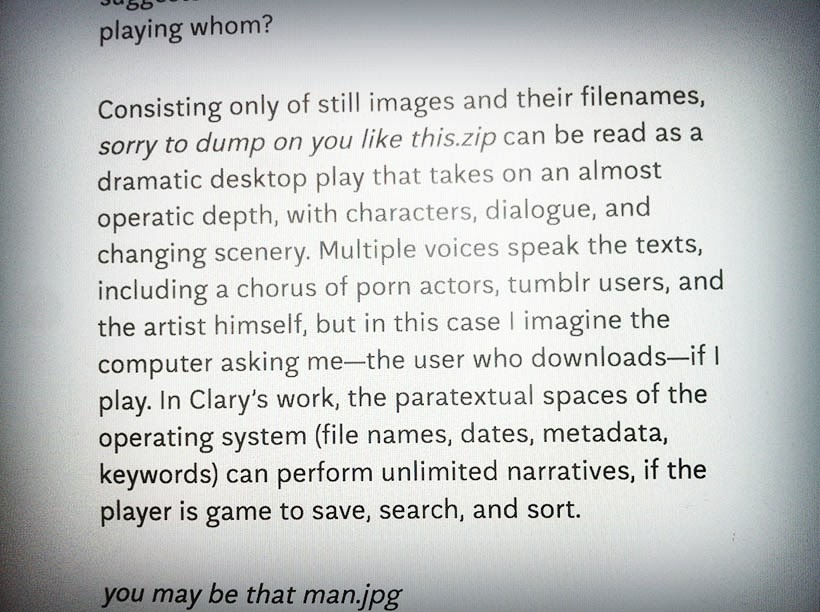 playing whom?
Consisting only of still images and their filenames,
sorry to dump on you like this.zip can be read as a
dramatic desktop play that takes on an almost
operatic depth, with characters, dialogue, and
changing scenery. Multiple voices speak the texts,
including a chorus of porn actors, tumblr users, and
the artist himself, but in this case I imagine the
computer asking me—the user who downloads—if I
play. In Clary's work, the paratextual spaces of the
operating system (file names, dates, metadata,
keywords) can perform unlimited narratives, if the
player is game to save, search, and sort.
you may be that man.jpg